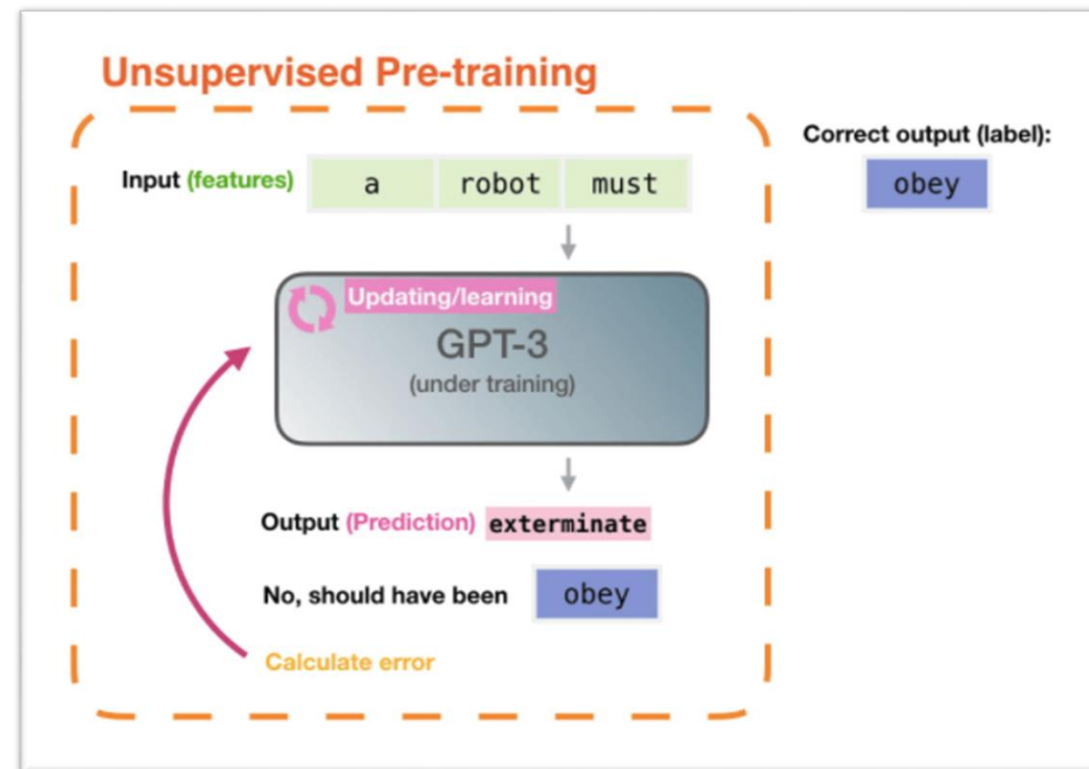 Unsupervised Pre-training
Correct output (label):
obey
Input (features) a robot must
Updating/learning
GPT-3
(under training)
Output (Prediction) exterminate
No, should have been obey
Calculate error